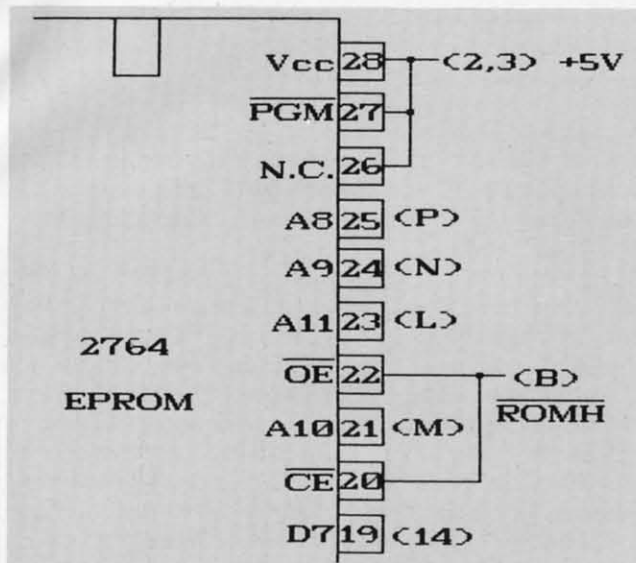 Vcc 28 (2,3) +5V
PGM 27
N.C. 26
A8 25 (P)
A9 24 (N)
A11 23 (L)
2764
OE 22 (B)
EPROM
ROMH
A10 21 (M)
CE 20
D7 19 (14)